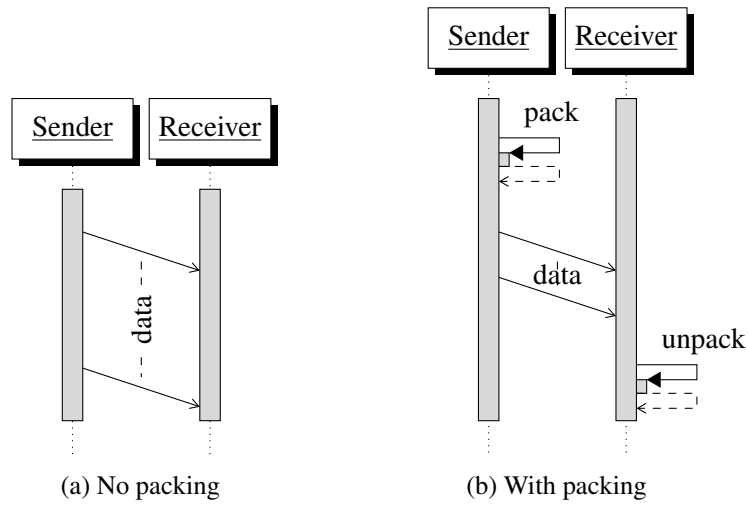 Sender Receiver
data
(a) No packing
Sender Receiver
pack
data
unpack
(b) With packing